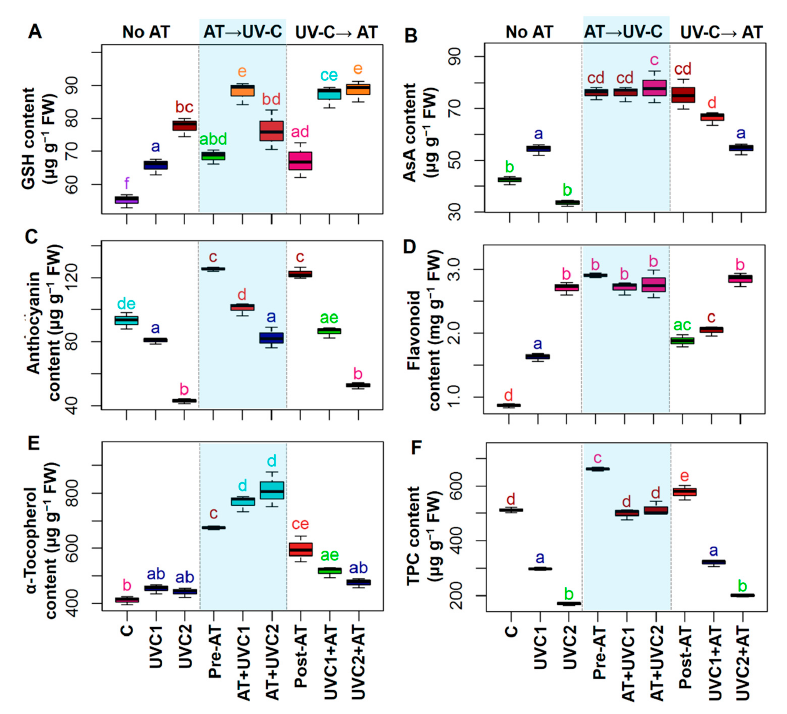 No AT AT→UV-C UV-C→ AT
A
GSH content
(µg g⁻¹ FW)
90
80
70
60
f
a
bc
abd
e
bd
ad
ce
e
No AT AT→UV-C UV-C→ AT
B
AsA content
(µg g⁻¹ FW)
90
70
50
30
b
a
b
cd
cd
c
cd
d
a
C
Anthocyanin
content (µg g⁻¹ FW)
120
80
40
de
a
b
c
d
a
c
ae
b
D
Flavonoid
content (mg g⁻¹ FW)
3.0
2.0
1.0
d
a
b
b
b
b
ac
c
b
E
α-Tocopherol
content (µg g⁻¹ FW)
800
600
400
b
ab
ab
c
d
d
ce
ae
ab
C
UVC1
UVC2
Pre-AT
AT+UVC1
AT+UVC2
Post-AT
UVC1+AT
UVC2+AT
F
TPC content
(µg g⁻¹ FW)
600
400
200
d
a
b
c
d
d
e
a
b
C
UVC1
UVC2
Pre-AT
AT+UVC1
AT+UVC2
Post-AT
UVC1+AT
UVC2+AT